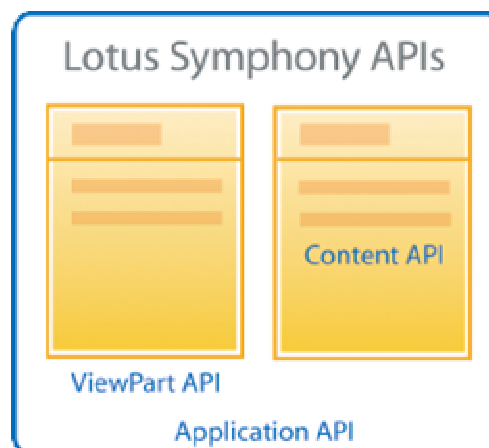 Lotus Symphony APIs
Content API
ViewPart API
Application API